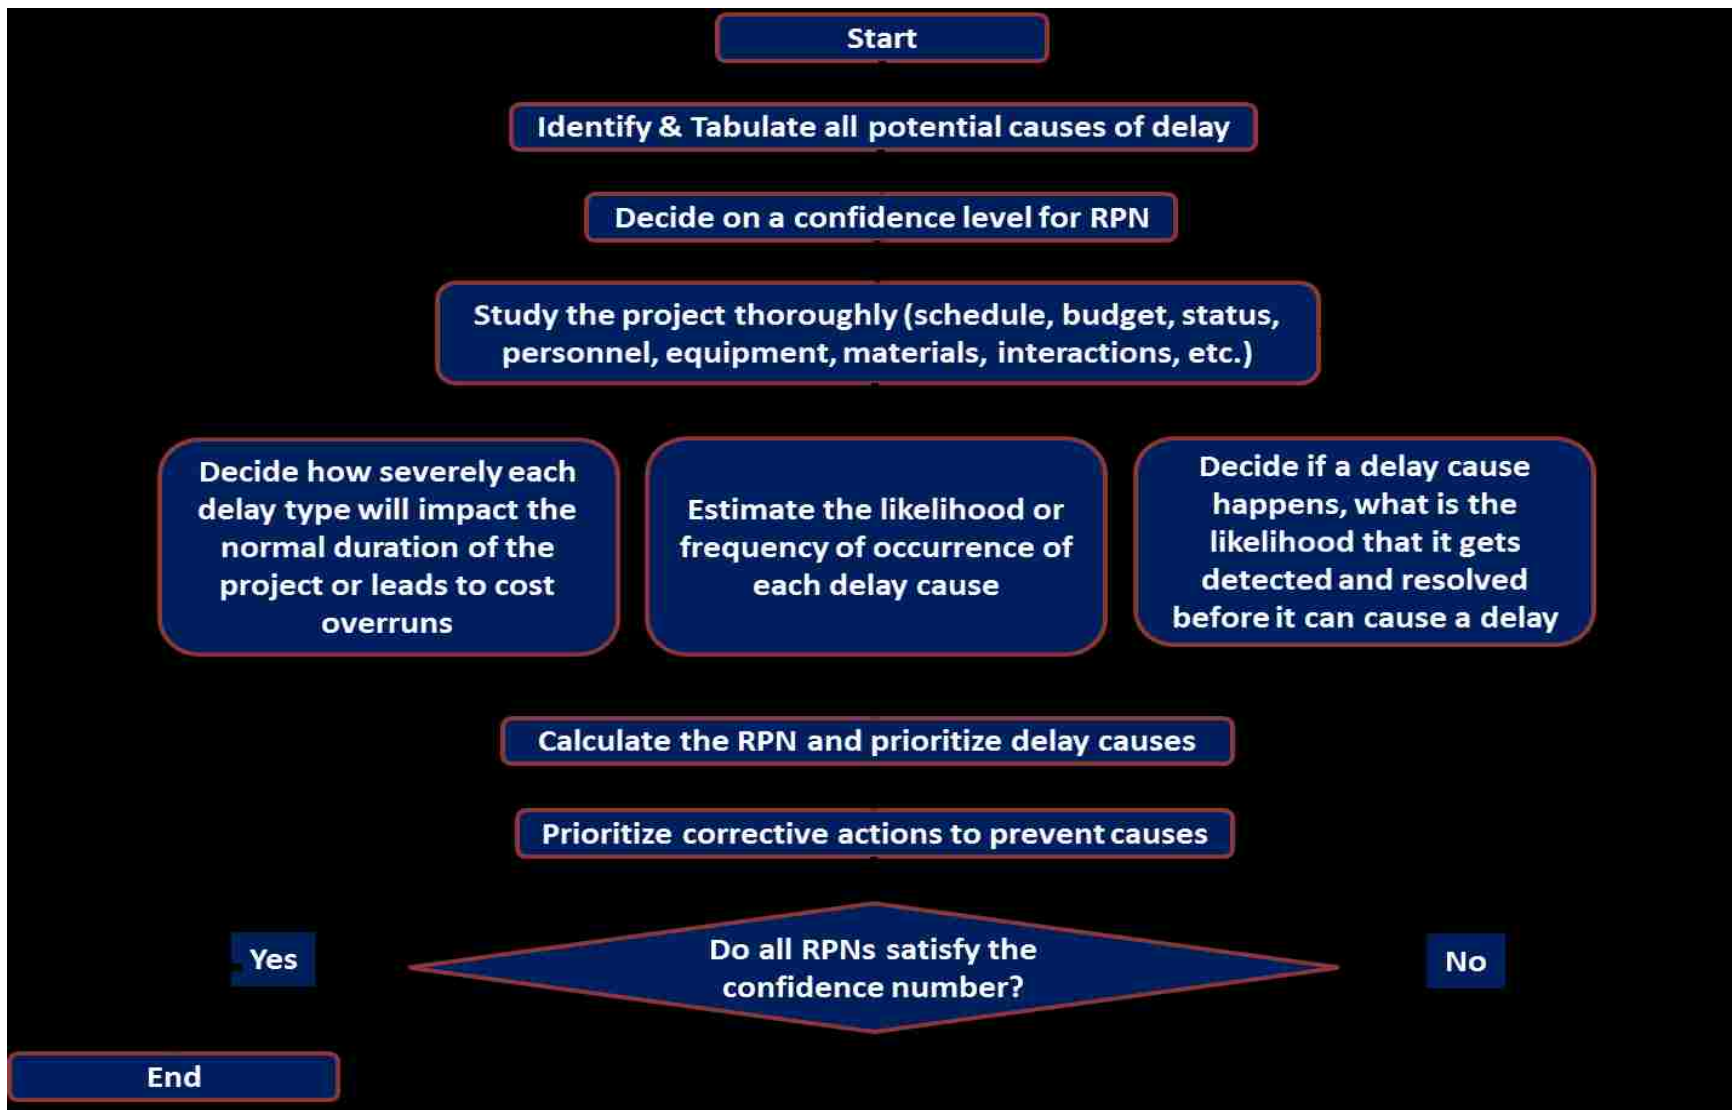 Start
Identify & Tabulate all potential causes of delay
Decide on a confidence level for RPN
Study the project thoroughly (schedule, budget, status,
personnel, equipment, materials, interactions, etc.)
Decide how severely each
delay type will impact the
normal duration of the
project or leads to cost
overruns
Estimate the likelihood or
frequency of occurrence of
each delay cause
Decide if a delay cause
happens, what is the
likelihood that it gets
detected and resolved
before it can cause a delay
Calculate the RPN and prioritize delay causes
Prioritize corrective actions to prevent causes
Do all RPNs satisfy the
confidence number?
Yes
No
End